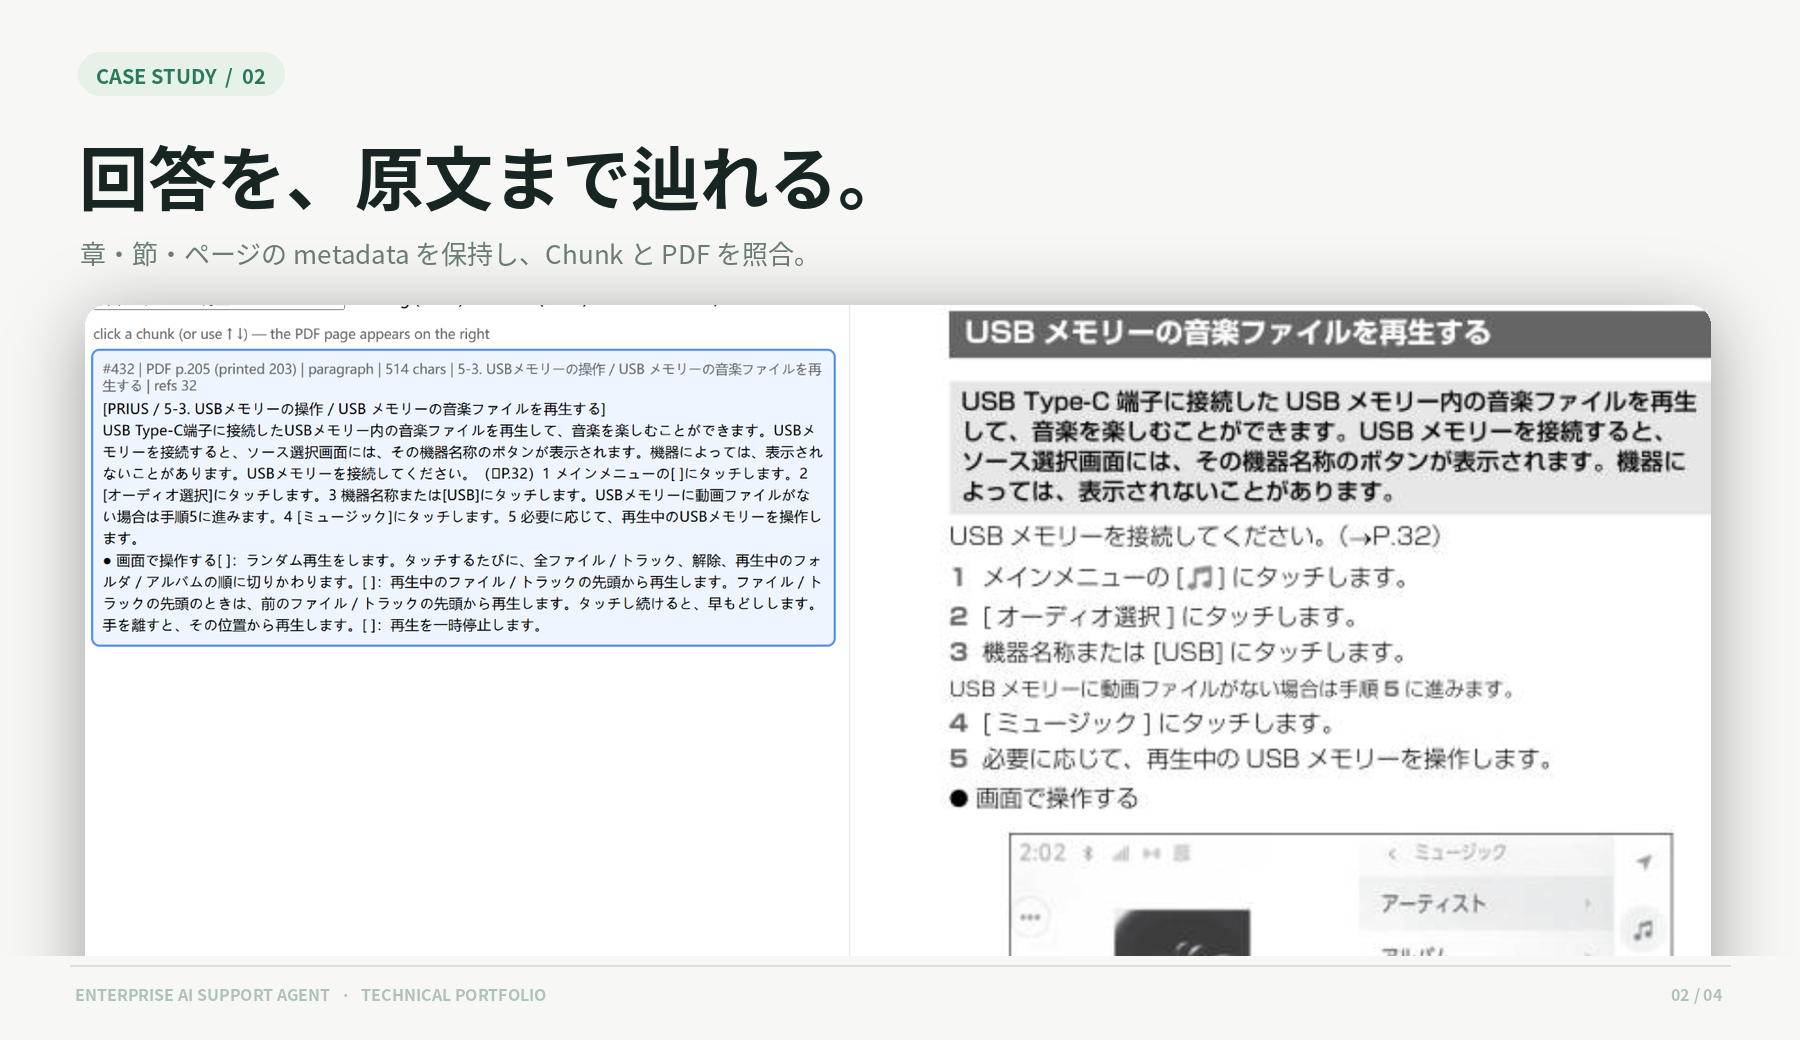 CASE STUDY / 02
回答を、原文まで辿れる。
章・節・ページの metadata を保持し、Chunk と PDF を照合。
click a chunk (or use ↑↓) — the PDF page appears on the right
#432 | PDF p.205 (printed 203) | paragraph | 514 chars | 5-3. USBメモリーの操作 / USB メモリーの音楽ファイルを再
生する | refs 32
[PRIUS / 5-3. USBメモリーの操作 / USB メモリーの音楽ファイルを再生する]
USB Type-C端子に接続したUSBメモリー内の音楽ファイルを再生して、音楽を楽しむことができます。USBメ
モリーを接続すると、ソース選択画面には、その機器名称のボタンが表示されます。機器によっては、表示され
ないことがあります。USBメモリーを接続してください。（▯P.32）1 メインメニューの[ ]にタッチします。2
[オーディオ選択]にタッチします。3 機器名称または[USB]にタッチします。USBメモリーに動画ファイルがな
い場合は手順5に進みます。4 [ミュージック]にタッチします。5 必要に応じて、再生中のUSBメモリーを操作し
ます。
● 画面で操作する[ ]：ランダム再生をします。タッチするたびに、全ファイル / トラック、解除、再生中のフォ
ルダ / アルバムの順に切りかわります。[ ]：再生中のファイル / トラックの先頭から再生します。ファイル / ト
ラックの先頭のときは、前のファイル / トラックの先頭から再生します。タッチし続けると、早もどしします。
手を離すと、その位置から再生します。[ ]：再生を一時停止します。
USB メモリーの音楽ファイルを再生する
USB Type-C 端子に接続した USB メモリー内の音楽ファイルを再生
して、音楽を楽しむことができます。USB メモリーを接続すると、
ソース選択画面には、その機器名称のボタンが表示されます。機器に
よっては、表示されないことがあります。
USB メモリーを接続してください。（→P.32）
1 メインメニューの [♫] にタッチします。
2 [ オーディオ選択 ] にタッチします。
3 機器名称または [USB] にタッチします。
USB メモリーに動画ファイルがない場合は手順 5 に進みます。
4 [ ミュージック ] にタッチします。
5 必要に応じて、再生中の USB メモリーを操作します。
● 画面で操作する
2:02
ミュージック
アーティスト
アルバム
ENTERPRISE AI SUPPORT AGENT · TECHNICAL PORTFOLIO
02 / 04